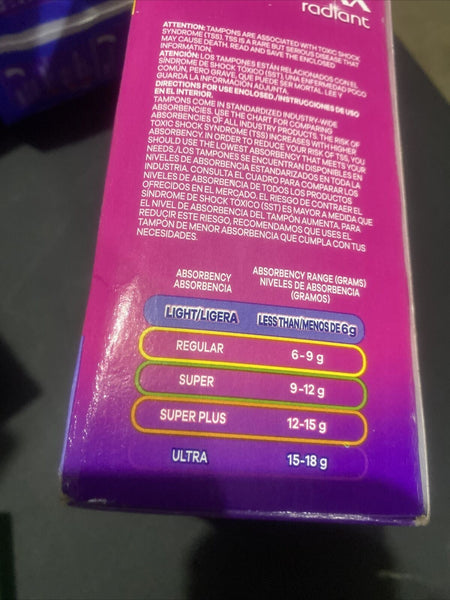 radiant
ATTENTION: TAMPONS ARE ASSOCIATED WITH TOXIC SHOCK
SYNDROME (TSS). TSS IS A RARE BUT SERIOUS DISEASE THAT
MAY CAUSE DEATH. READ AND SAVE THE ENCLOSED
INFORMATION.
ATENCIÓN: LOS TAMPONES ESTÁN RELACIONADOS CON EL
SÍNDROME DE SHOCK TÓXICO (SST), UNA ENFERMEDAD POCO
COMÚN, PERO GRAVE, QUE PUEDE SER MORTAL. LEE Y
GUARDA LA INFORMACIÓN ADJUNTA.
DIRECTIONS FOR USE ENCLOSED./INSTRUCCIONES DE USO
EN EL INTERIOR.
TAMPONS COME IN STANDARDIZED INDUSTRY-WIDE
ABSORBENCIES. USE THE CHART FOR COMPARING
ABSORBENCIES OF ALL INDUSTRY PRODUCTS. THE RISK OF
TOXIC SHOCK SYNDROME (TSS) INCREASES WITH HIGHER
ABSORBENCY. IN ORDER TO REDUCE YOUR RISK OF TSS, YOU
SHOULD USE THE LOWEST ABSORBENCY THAT MEETS YOUR
NEEDS./LOS TAMPONES SE ENCUENTRAN DISPONIBLES EN
NIVELES DE ABSORBENCIA ESTANDARIZADOS EN TODA LA
INDUSTRIA. CONSULTA EL CUADRO PARA COMPARAR LOS
NIVELES DE ABSORBENCIA DE TODOS LOS PRODUCTOS
OFRECIDOS EN EL MERCADO. EL RIESGO DE CONTRAER EL
SÍNDROME DE SHOCK TÓXICO (SST) ES MAYOR A MEDIDA QUE
EL NIVEL DE ABSORBENCIA DEL TAMPÓN AUMENTA. PARA
REDUCIR ESTE RIESGO, RECOMENDAMOS QUE USES EL
TAMPÓN DE MENOR ABSORBENCIA QUE CUMPLA CON TUS
NECESIDADES.
ABSORBENCY
ABSORBENCIA
ABSORBENCY RANGE (GRAMS)
NIVELES DE ABSORBENCIA
(GRAMOS)
LIGHT/LIGERA LESS THAN/MENOS DE 6 g
REGULAR 6-9 g
SUPER 9-12 g
SUPER PLUS 12-15 g
ULTRA 15-18 g